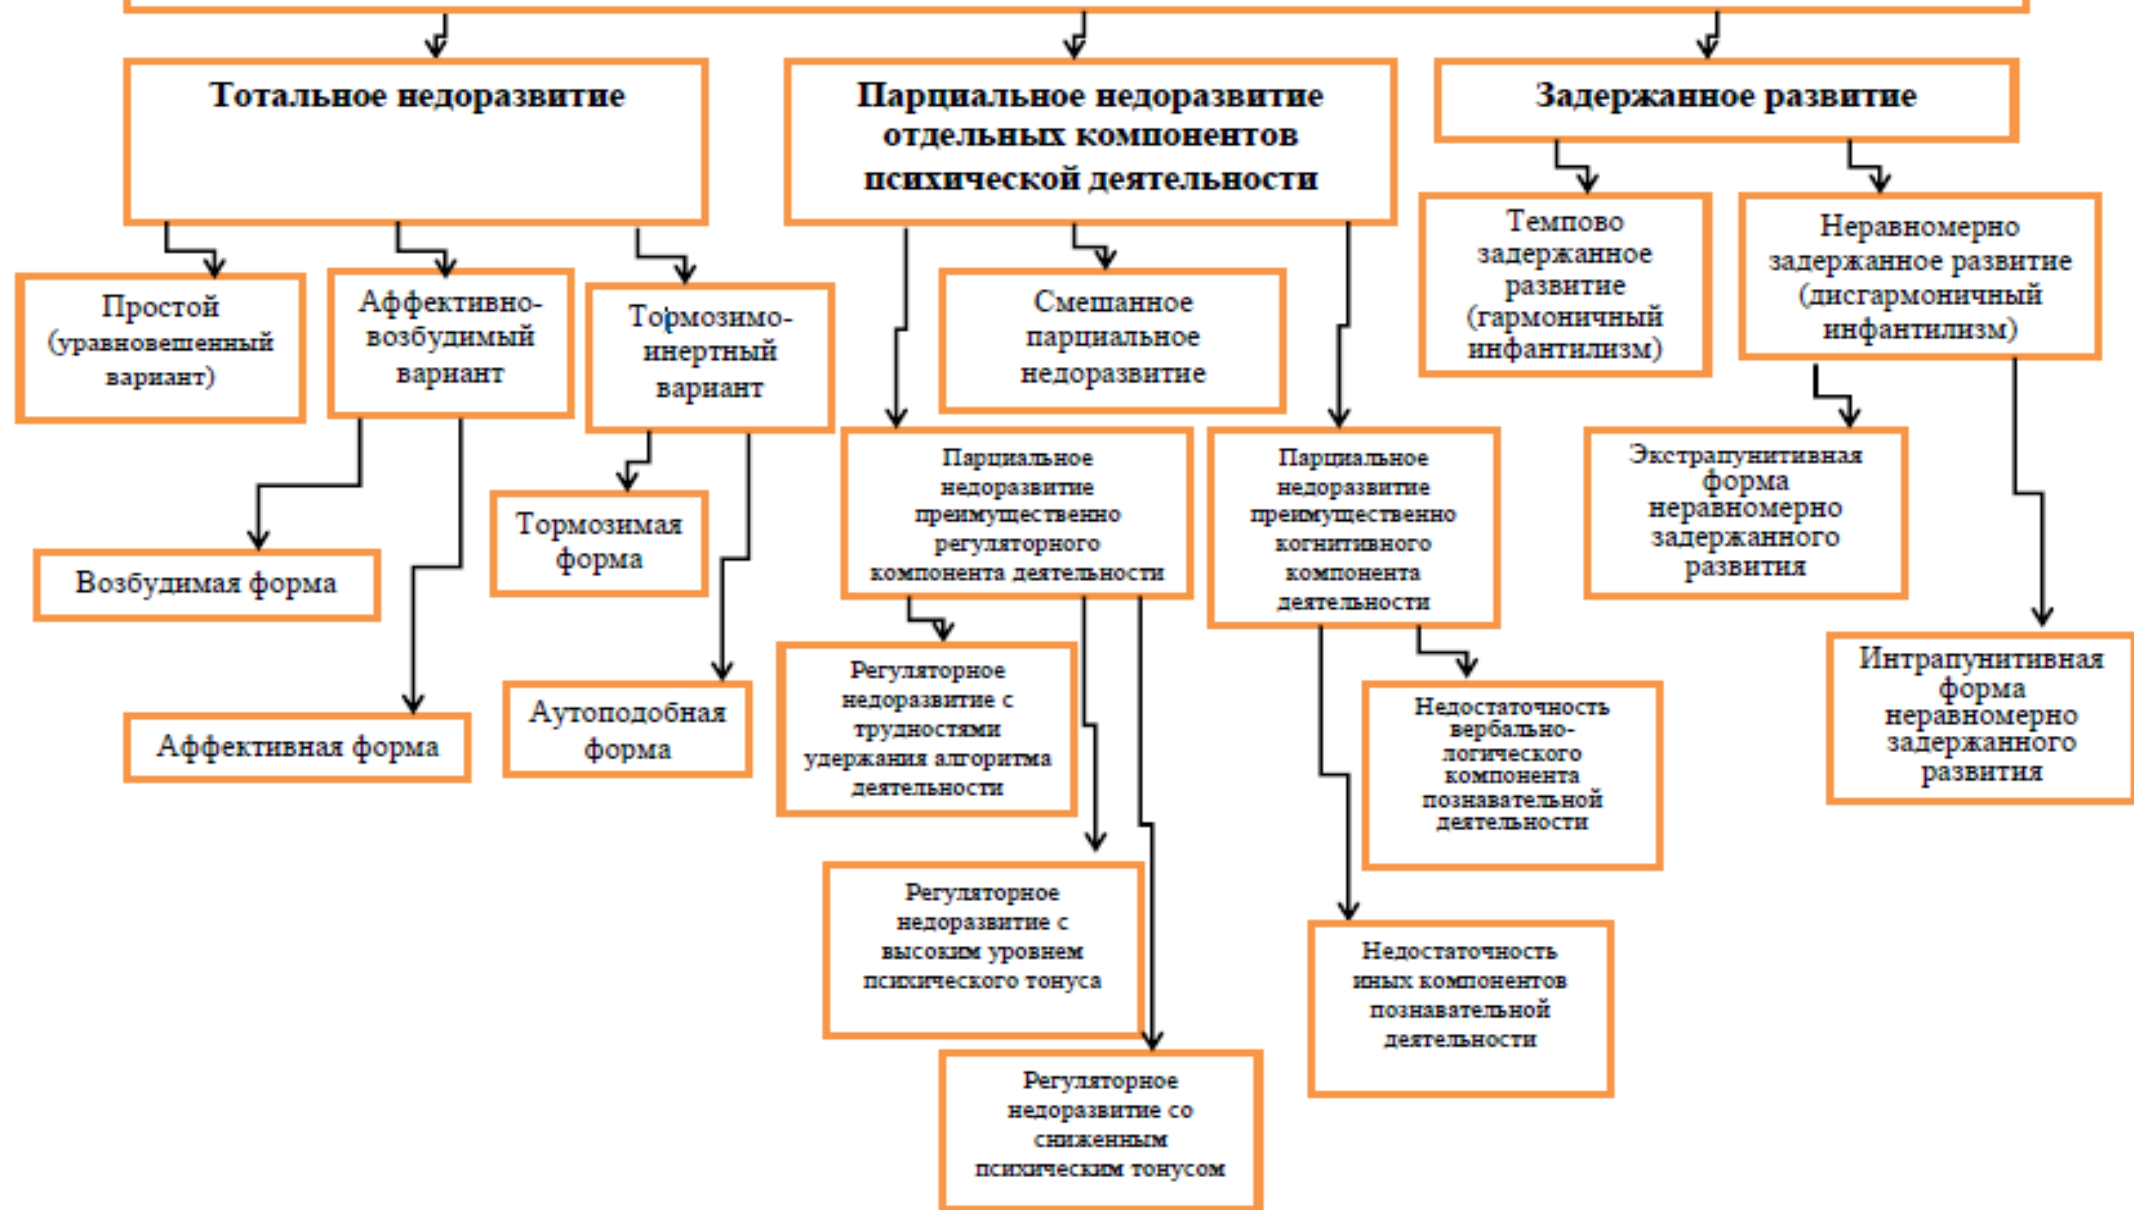 Тотальное недоразвитие
Парциальное недоразвитие
отдельных компонентов
психической деятельности
Задержанное развитие
Простой
(уравновешенный
вариант)
Аффективно-
возбудимый
вариант
Тормозимо-
инертный
вариант
Смешанное
парциальное
недоразвитие
Темпово
задержанное
развитие
(гармоничный
инфантилизм)
Неравномерно
задержанное развитие
(дисгармоничный
инфантилизм)
Возбудимая форма
Аффективная форма
Тормозимая
форма
Аутоподобная
форма
Парциальное
недоразвитие
преимущественно
регуляторного
компонента деятельности
Парциальное
недоразвитие
преимущественно
когнитивного
компонента
деятельности
Экстрапунитивная
форма
неравномерно
задержанного
развития
Интрапунитивная
форма
неравномерно
задержанного
развития
Регуляторное
недоразвитие с
трудностями
удержания алгоритма
деятельности
Недостаточность
вербально-
логического
компонента
познавательной
деятельности
Регуляторное
недоразвитие с
высоким уровнем
психического тонуса
Недостаточность
иных компонентов
познавательной
деятельности
Регуляторное
недоразвитие со
сниженным
психическим тонусом